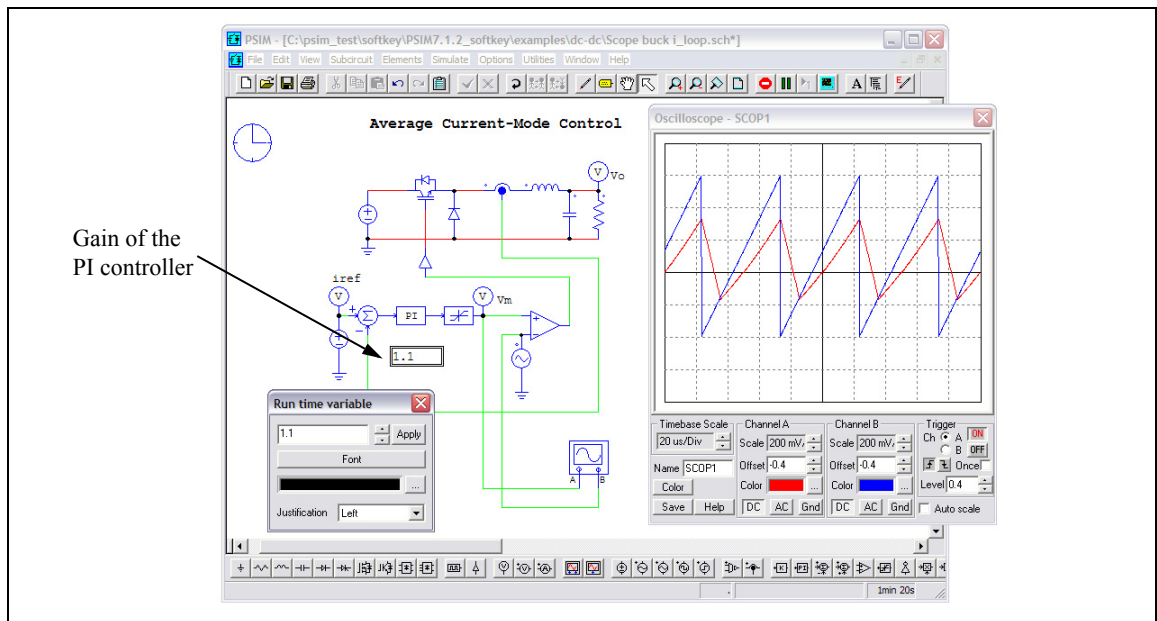 PSIM - [C:\psim_test\softkey\PSIM7.1.2_softkey\examples\dc-dc\Scope buck i_loop.sch*]
File Edit View Subcircuit Elements Simulate Options Utilities Window Help
Average Current-Mode Control
V
Vo
Gain of the
PI controller
iref
V
PI
V
Vm
1.1
A B
Run time variable
1.1
Apply
Font
...
Justification Left
Oscilloscope - SCOP1
Timebase Scale
20 us/Div
Name SCOP1
Color
Save Help
Channel A
Scale 200 mV/
Offset -0.4
Color ...
DC AC Gnd
Channel B
Scale 200 mV/
Offset -0.4
Color ...
DC AC Gnd
Trigger
Ch A ON
B OFF
Once
Level 0.4
Auto scale
1min 20s